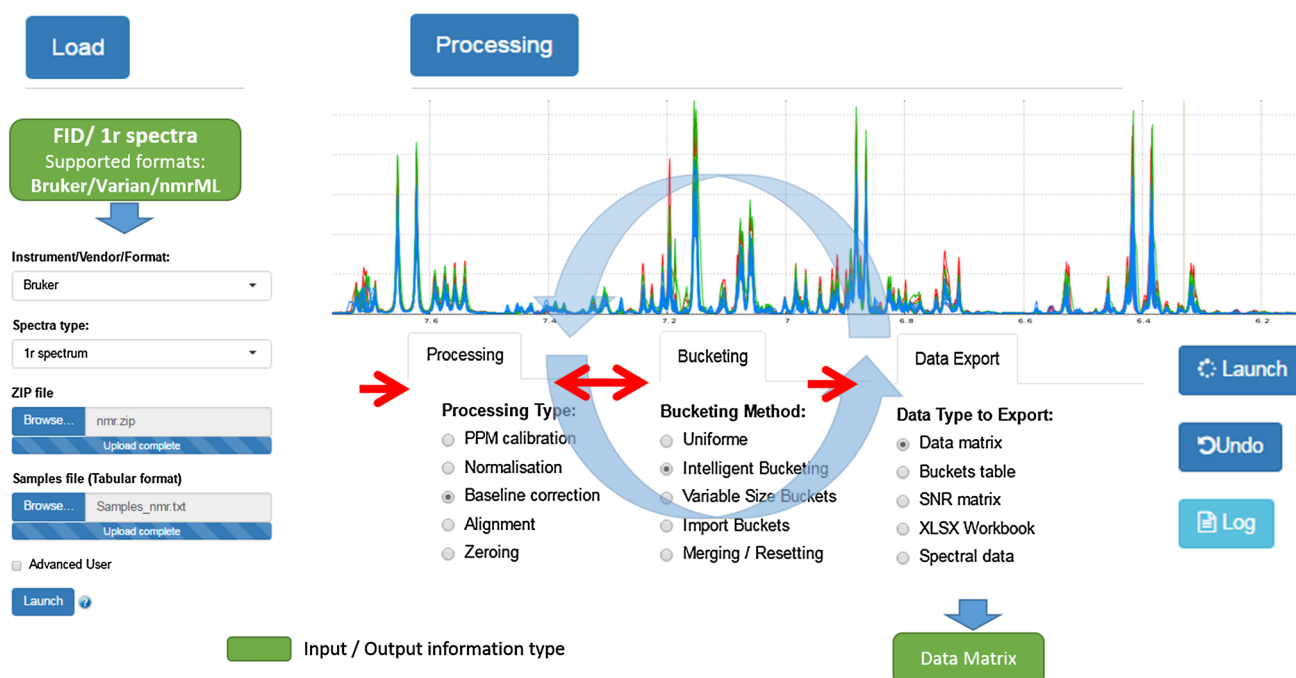 Load
Processing
FID/ 1r spectra
Supported formats:
Bruker/Varian/nmrML
Instrument/Vendor/Format:
Bruker
Spectra type:
1r spectrum
ZIP file
Browse... nmr.zip
Upload complete
Samples file (Tabular format)
Browse... Samples_nmr.txt
Upload complete
Advanced User
Launch ?
7.6 7.4 7.2 7 6.8 6.6 6.4 6.2
Processing
Processing Type:
PPM calibration
Normalisation
Baseline correction
Alignment
Zeroing
Bucketing
Bucketing Method:
Uniforme
Intelligent Bucketing
Variable Size Buckets
Import Buckets
Merging / Resetting
Data Export
Data Type to Export:
Data matrix
Buckets table
SNR matrix
XLSX Workbook
Spectral data
Launch
Undo
Log
Input / Output information type
Data Matrix